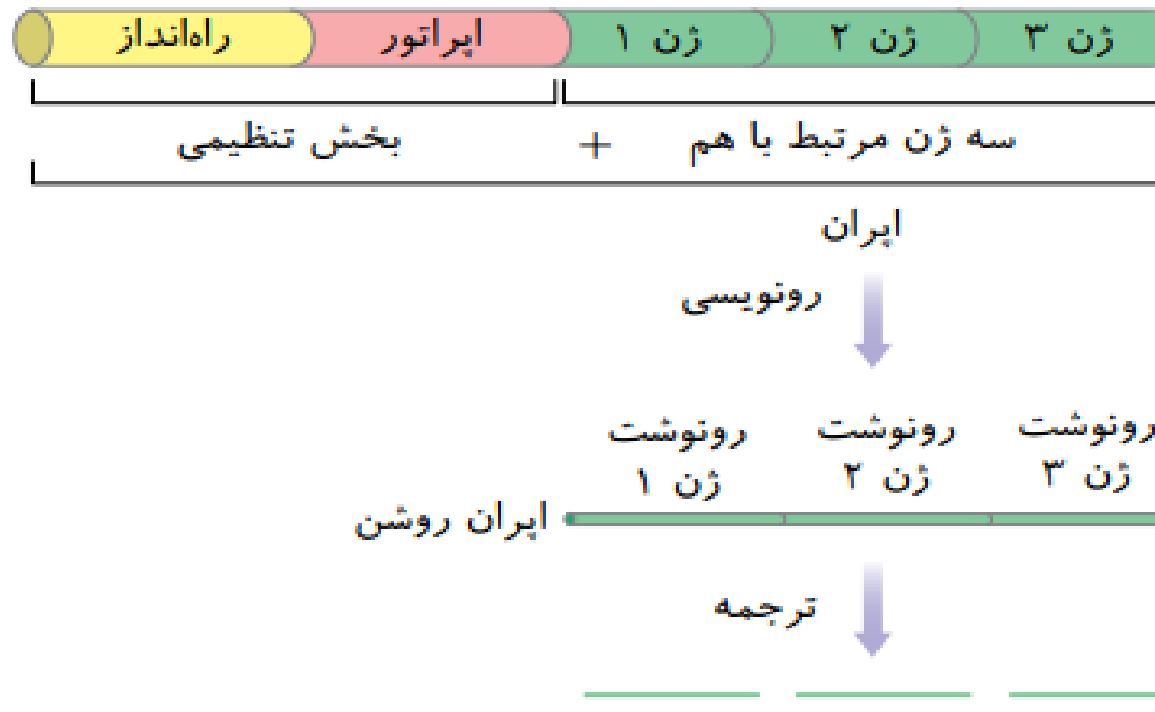 راه‌انداز اپراتور ژن ۱ ژن ۲ ژن ۳
بخش تنظیمی + سه ژن مرتبط با هم
اپران
رونویسی
رونوشت ژن ۱
رونوشت ژن ۲
رونوشت ژن ۳
اپران روشن
ترجمه